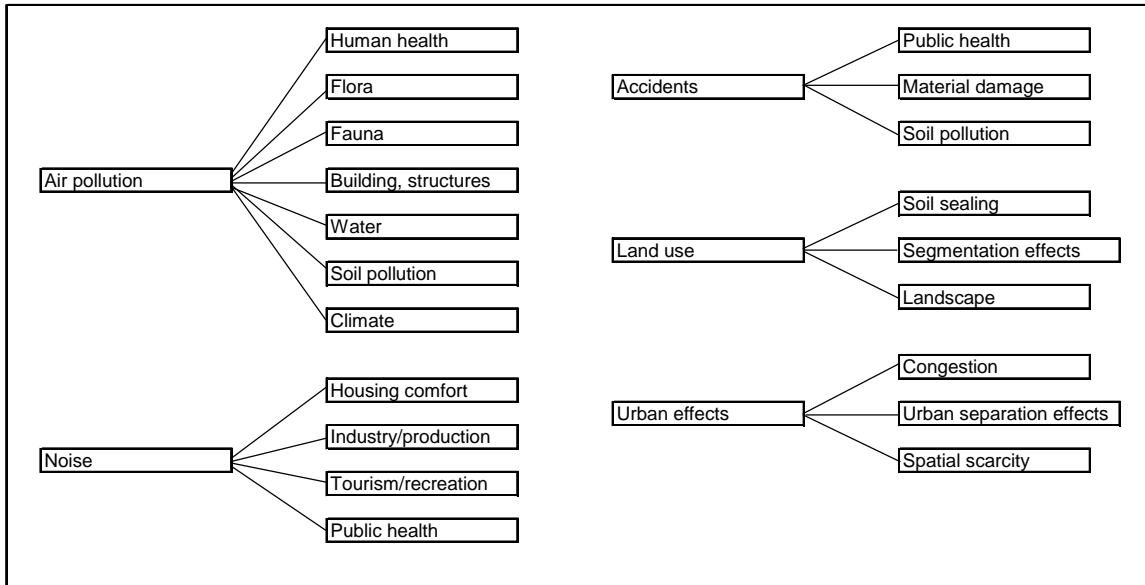 Human health
Flora
Fauna
Air pollution
Building, structures
Water
Soil pollution
Climate
Housing comfort
Industry/production
Noise
Tourism/recreation
Public health
Public health
Accidents
Material damage
Soil pollution
Soil sealing
Land use
Segmentation effects
Landscape
Congestion
Urban effects
Urban separation effects
Spatial scarcity